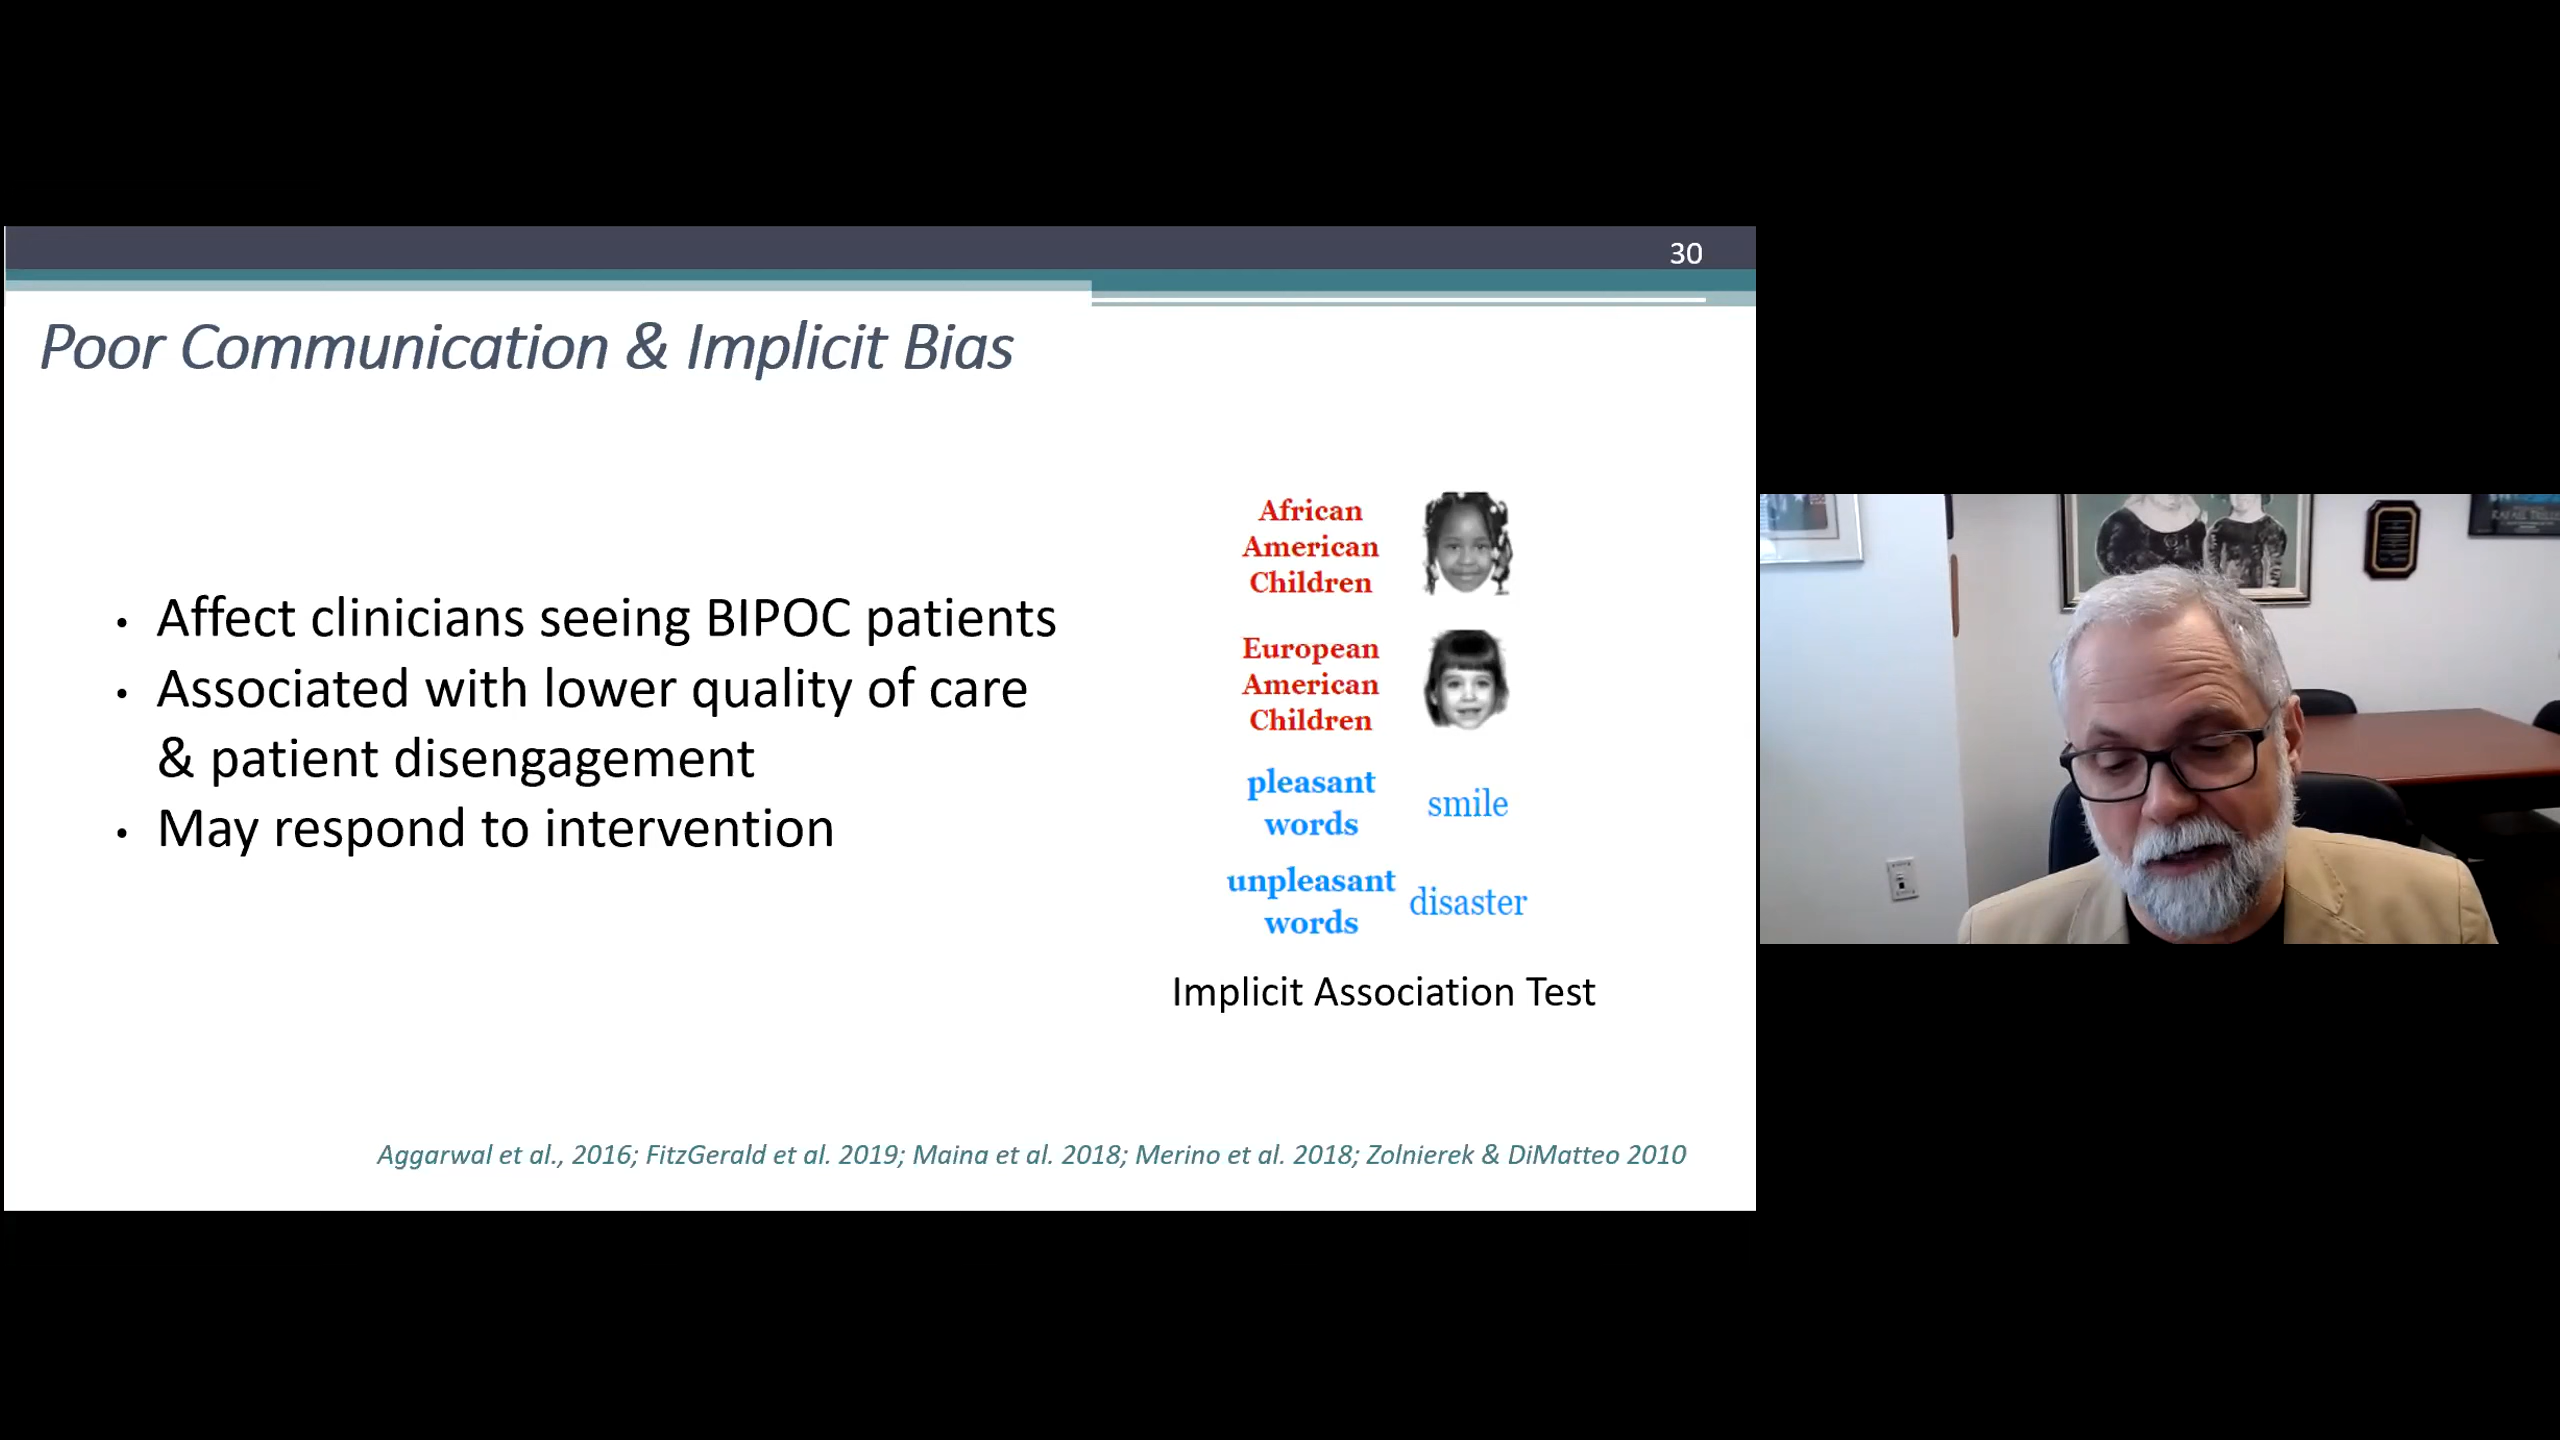 30
Poor Communication & Implicit Bias
• Affect clinicians seeing BIPOC patients
• Associated with lower quality of care
& patient disengagement
• May respond to intervention
African
American
Children
European
American
Children
pleasant
words
smile
unpleasant
words
disaster
Implicit Association Test
Aggarwal et al., 2016; FitzGerald et al. 2019; Maina et al. 2018; Merino et al. 2018; Zolnierek & DiMatteo 2010